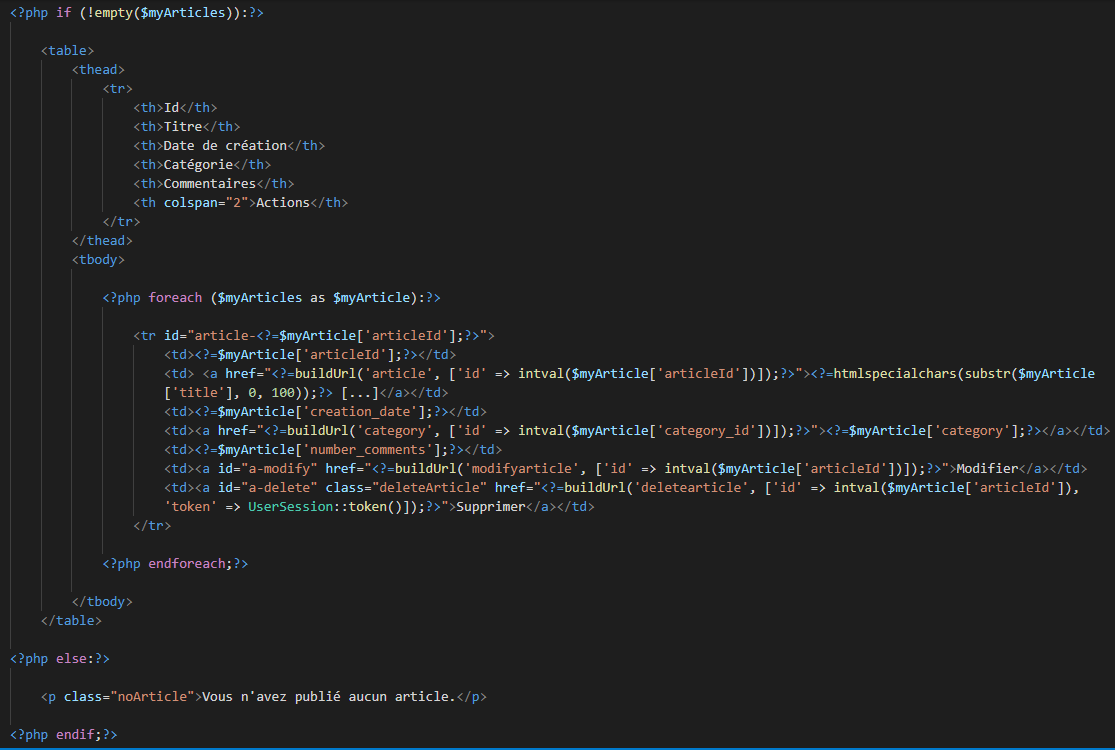 <?php if (!empty($myArticles)):?>
<table>
<thead>
<tr>
<th>Id</th>
<th>Titre</th>
<th>Date de création</th>
<th>Catégorie</th>
<th>Commentaires</th>
<th colspan="2">Actions</th>
</tr>
</thead>
<tbody>
<?php foreach ($myArticles as $myArticle):?>
<tr id="article-<?=$myArticle['articleId'];?>">
<td><?=$myArticle['articleId'];?></td>
<td> <a href="<?=buildUrl('article', ['id' => intval($myArticle['articleId'])]);?>"><?=htmlspecialchars(substr($myArticle
['title'], 0, 100));?> [...]</a></td>
<td><?=$myArticle['creation_date'];?></td>
<td><a href="<?=buildUrl('category', ['id' => intval($myArticle['category_id'])]);?>"><?=$myArticle['category'];?></a></td>
<td><?=$myArticle['number_comments'];?></td>
<td><a id="a-modify" href="<?=buildUrl('modifyarticle', ['id' => intval($myArticle['articleId'])]);?>">Modifier</a></td>
<td><a id="a-delete" class="deleteArticle" href="<?=buildUrl('deletearticle', ['id' => intval($myArticle['articleId']),
'token' => UserSession::token()]);?>">Supprimer</a></td>
</tr>
<?php endforeach;?>
</tbody>
</table>
<?php else:?>
<p class="noArticle">Vous n'avez publié aucun article.</p>
<?php endif;?>